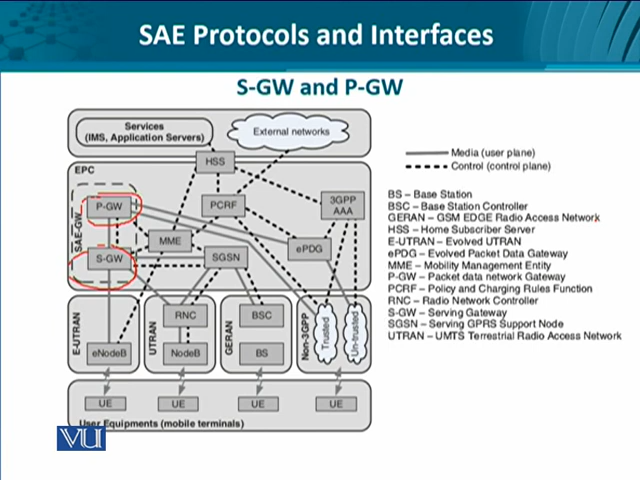 SAE Protocols and Interfaces
S-GW and P-GW
Services
(IMS, Application Servers)
External networks
HSS
EPC
P-GW
PCRF
3GPP
AAA
SAE-GW
MME
S-GW
SGSN
ePDG
E-UTRAN
eNodeB
UTRAN
RNC
NodeB
GERAN
BSC
BS
Non-3GPP
Trusted
Un-trusted
UE
UE
UE
UE
User Equipments (mobile terminals)
Media (user plane)
Control (control plane)
BS – Base Station
BSC – Base Station Controller
GERAN – GSM EDGE Radio Access Network
HSS – Home Subscriber Server
E-UTRAN – Evolved UTRAN
ePDG – Evolved Packet Data Gateway
MME – Mobility Management Entity
P-GW – Packet data network Gateway
PCRF – Policy and Charging Rules Function
RNC – Radio Network Controller
S-GW – Serving Gateway
SGSN – Serving GPRS Support Node
UTRAN – UMTS Terrestrial Radio Access Network
VU